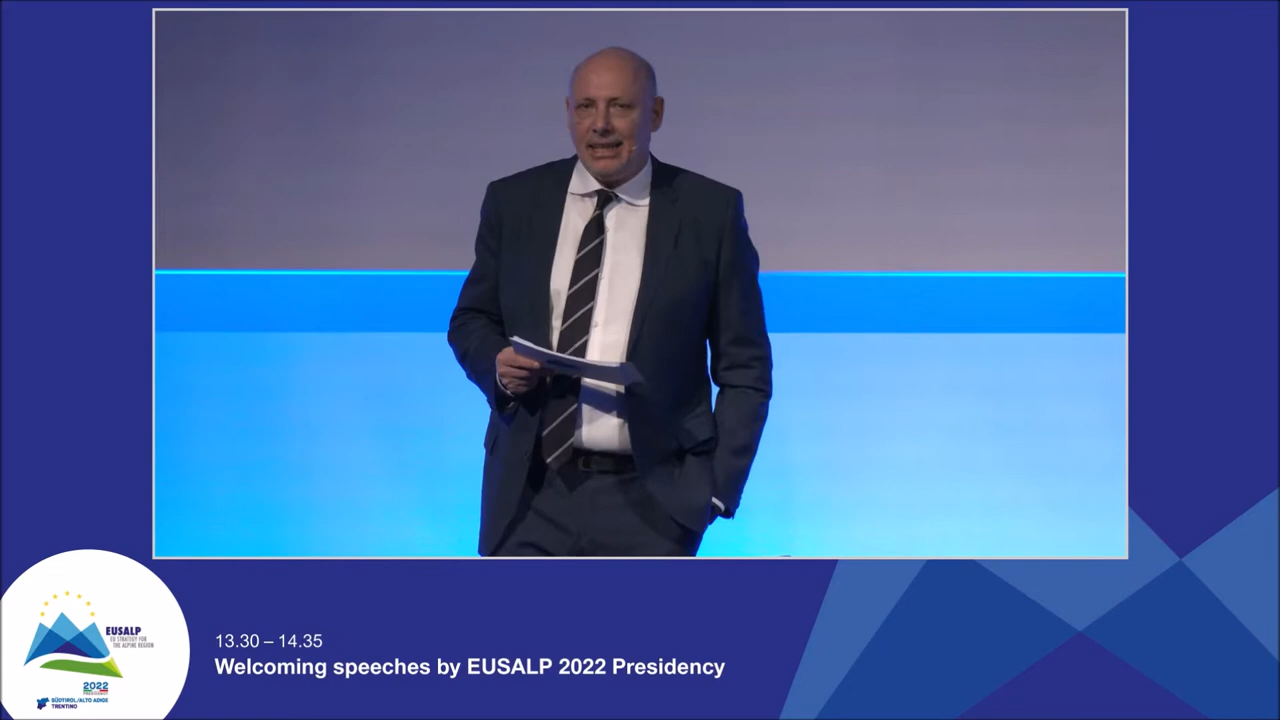 EUSALP
EU STRATEGY FOR
THE ALPINE REGION
2022
PRESIDENCY
SÜDTIROL/ALTO ADIGE
TRENTINO
13.30 – 14.35
Welcoming speeches by EUSALP 2022 Presidency